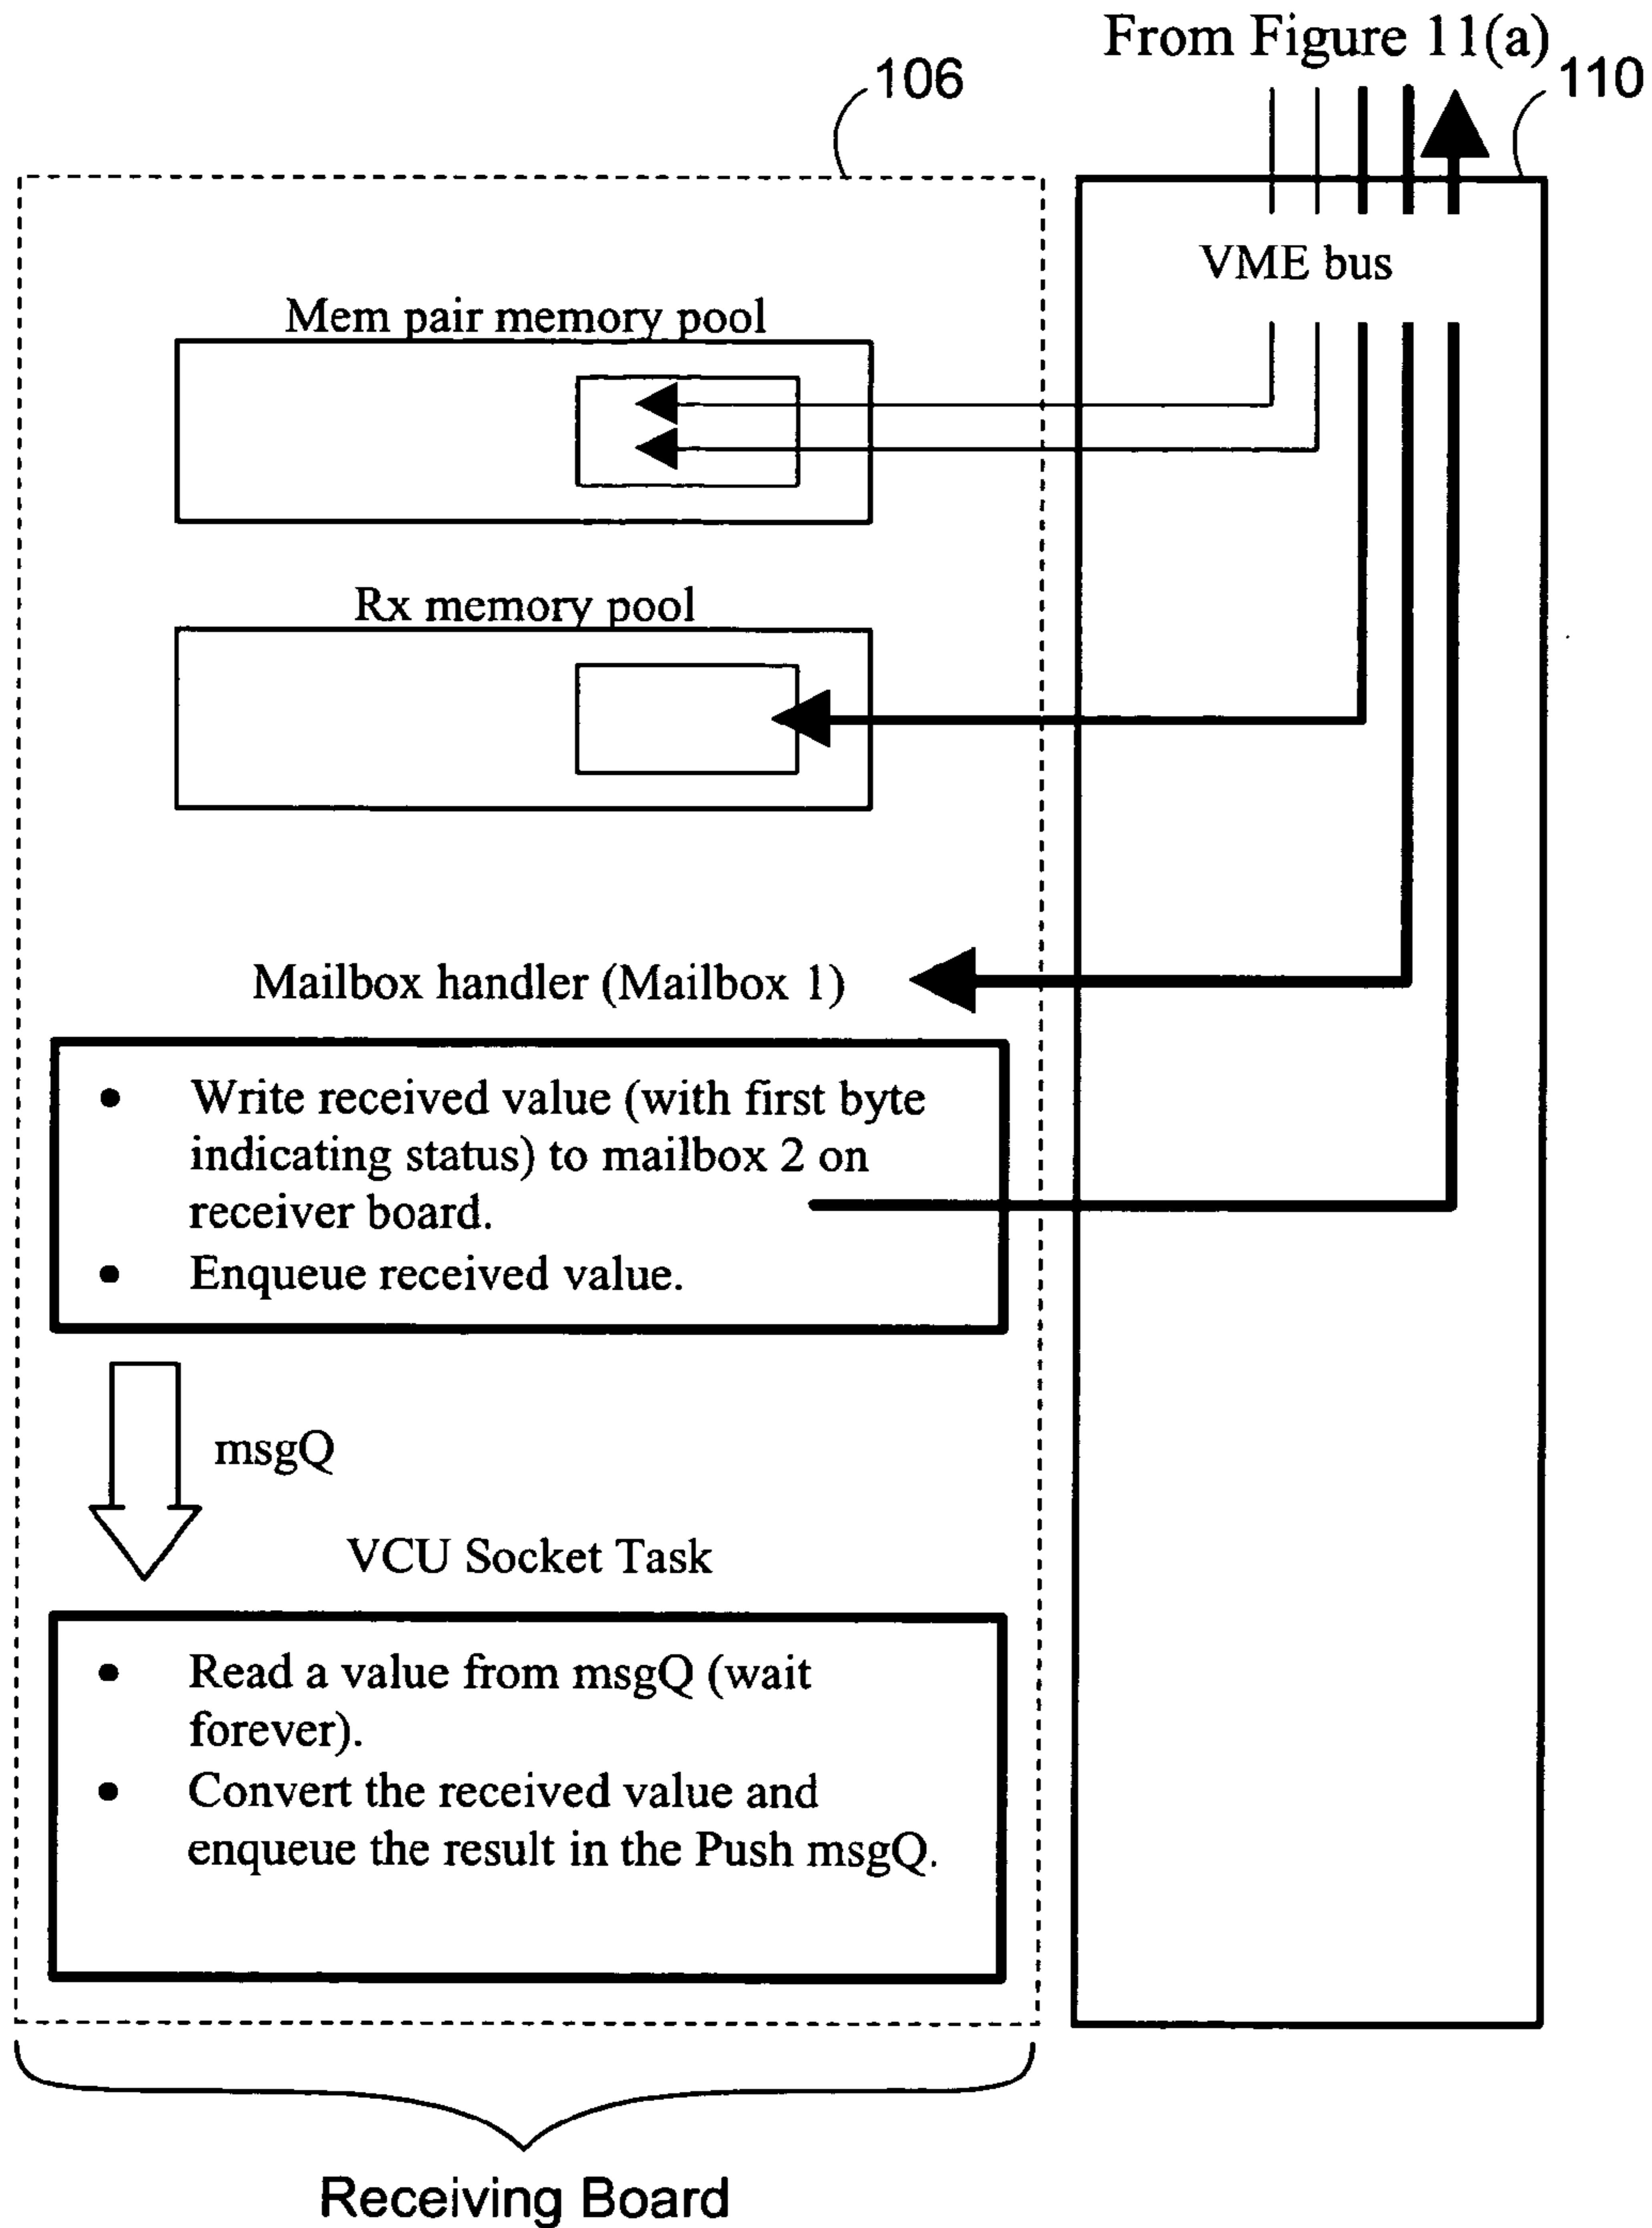 From Figure 11(a)
106
110
VME bus
Mem pair memory pool
Rx memory pool
Mailbox handler (Mailbox 1)
• Write received value (with first byte
indicating status) to mailbox 2 on
receiver board.
• Enqueue received value.
msgQ
VCU Socket Task
• Read a value from msgQ (wait
forever).
• Convert the received value and
enqueue the result in the Push msgQ.
Receiving Board